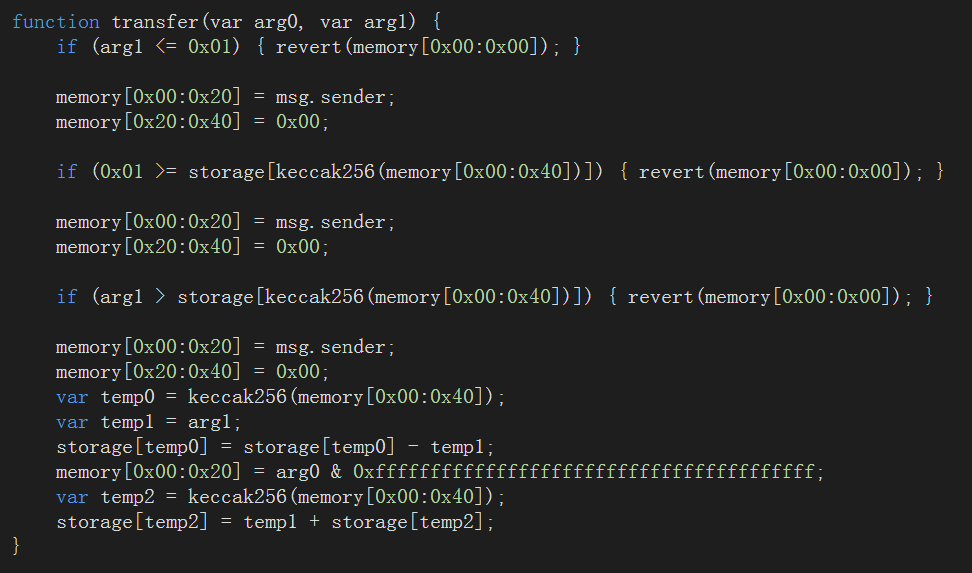 function transfer(var arg0, var arg1) {
    if (arg1 <= 0x01) { revert(memory[0x00:0x00]); }

    memory[0x00:0x20] = msg.sender;
    memory[0x20:0x40] = 0x00;

    if (0x01 >= storage[keccak256(memory[0x00:0x40])]) { revert(memory[0x00:0x00]); }

    memory[0x00:0x20] = msg.sender;
    memory[0x20:0x40] = 0x00;

    if (arg1 > storage[keccak256(memory[0x00:0x40])]) { revert(memory[0x00:0x00]); }

    memory[0x00:0x20] = msg.sender;
    memory[0x20:0x40] = 0x00;
    var temp0 = keccak256(memory[0x00:0x40]);
    var temp1 = arg1;
    storage[temp0] = storage[temp0] - temp1;
    memory[0x00:0x20] = arg0 & 0xffffffffffffffffffffffffffffffffffffffff;
    var temp2 = keccak256(memory[0x00:0x40]);
    storage[temp2] = temp1 + storage[temp2];
}